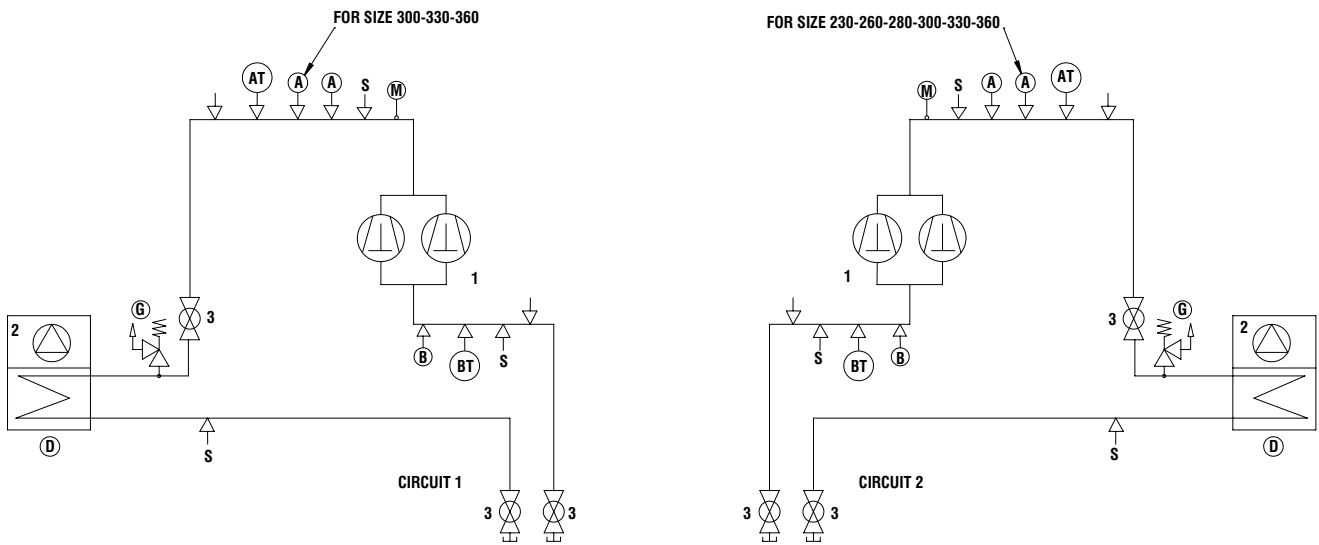 FOR SIZE 300-330-360
FOR SIZE 230-260-280-300-330-360
AT A A S M
M S A A AT
1
1
G
3
2
3
G
2
B BT S
S BT B
D
S
S
D
CIRCUIT 1
CIRCUIT 2
3 3
3 3